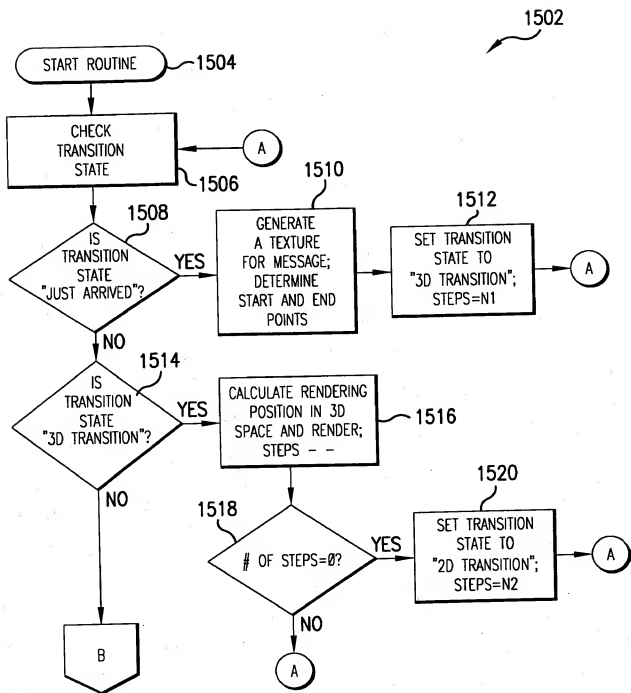 1502
START ROUTINE
1504
CHECK
TRANSITION
STATE
1506
A
1508
IS
TRANSITION
STATE
"JUST ARRIVED"?
YES
NO
1510
GENERATE
A TEXTURE
FOR MESSAGE;
DETERMINE
START AND END
POINTS
1512
SET TRANSITION
STATE TO
"3D TRANSITION";
STEPS=N1
A
1514
IS
TRANSITION
STATE
"3D TRANSITION"?
YES
NO
CALCULATE RENDERING
POSITION IN 3D
SPACE AND RENDER;
STEPS - -
1516
1518
# OF STEPS=0?
YES
NO
1520
SET TRANSITION
STATE TO
"2D TRANSITION";
STEPS=N2
A
B
A